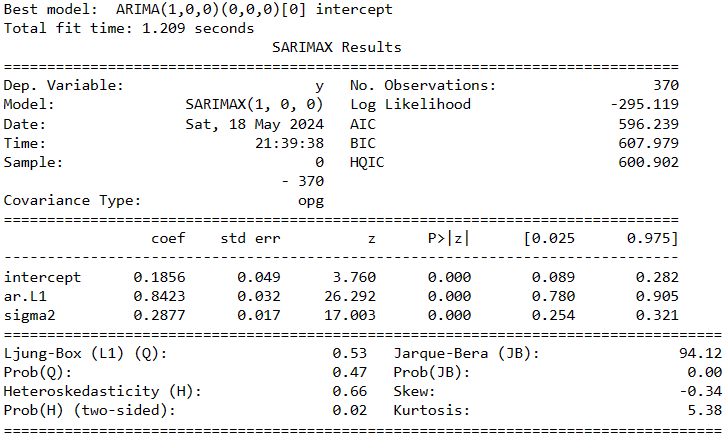 Best model:  ARIMA(1,0,0)(0,0,0)[0] intercept
Total fit time: 1.209 seconds
                               SARIMAX Results
==============================================================================
Dep. Variable:                      y   No. Observations:                  370
Model:               SARIMAX(1, 0, 0)   Log Likelihood                -295.119
Date:                Sat, 18 May 2024   AIC                            596.239
Time:                        21:39:38   BIC                            607.979
Sample:                             0   HQIC                           600.902
                                - 370
Covariance Type:                  opg
==============================================================================
                 coef    std err          z      P>|z|      [0.025      0.975]
------------------------------------------------------------------------------
intercept      0.1856      0.049      3.760      0.000       0.089       0.282
ar.L1          0.8423      0.032     26.292      0.000       0.780       0.905
sigma2         0.2877      0.017     17.003      0.000       0.254       0.321
===================================================================================
Ljung-Box (L1) (Q):                   0.53   Jarque-Bera (JB):                94.12
Prob(Q):                              0.47   Prob(JB):                         0.00
Heteroskedasticity (H):               0.66   Skew:                            -0.34
Prob(H) (two-sided):                  0.02   Kurtosis:                         5.38
===================================================================================